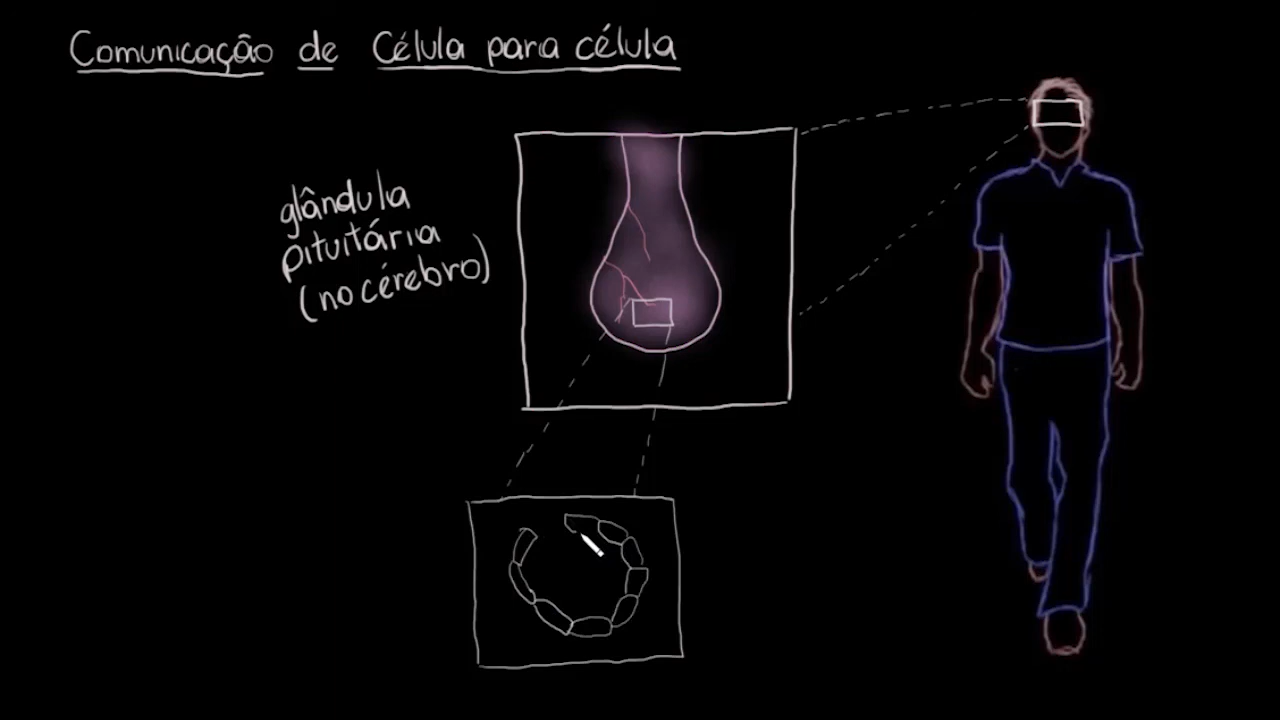 Comunicação de Célula para célula
glândula
pituitária
(no cérebro)